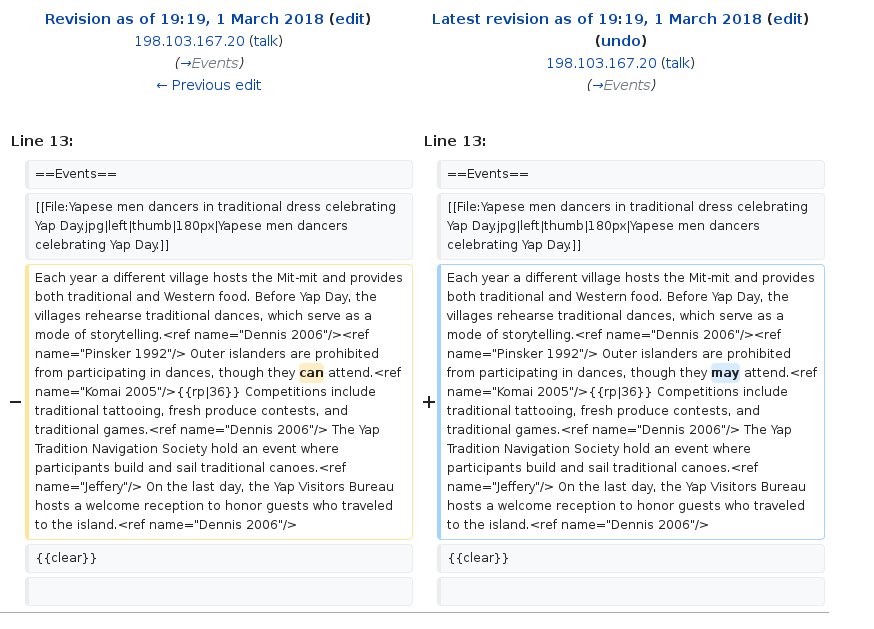 Revision as of 19:19, 1 March 2018 (edit)
198.103.167.20 (talk)
(→Events)
← Previous edit
Latest revision as of 19:19, 1 March 2018 (edit)
(undo)
198.103.167.20 (talk)
(→Events)
Line 13:
==Events==
[[File:Yapese men dancers in traditional dress celebrating
Yap Day.jpg|left|thumb|180px|Yapese men dancers
celebrating Yap Day.]]
−
Each year a different village hosts the Mit-mit and provides
both traditional and Western food. Before Yap Day, the
villages rehearse traditional dances, which serve as a
mode of storytelling.<ref name="Dennis 2006"/><ref
name="Pinsker 1992"/> Outer islanders are prohibited
from participating in dances, though they can attend.<ref
name="Komai 2005"/>{{rp|36}} Competitions include
traditional tattooing, fresh produce contests, and
traditional games.<ref name="Dennis 2006"/> The Yap
Tradition Navigation Society hold an event where
participants build and sail traditional canoes.<ref
name="Jeffery"/> On the last day, the Yap Visitors Bureau
hosts a welcome reception to honor guests who traveled
to the island.<ref name="Dennis 2006"/>
{{clear}}
Line 13:
==Events==
[[File:Yapese men dancers in traditional dress celebrating
Yap Day.jpg|left|thumb|180px|Yapese men dancers
celebrating Yap Day.]]
+
Each year a different village hosts the Mit-mit and provides
both traditional and Western food. Before Yap Day, the
villages rehearse traditional dances, which serve as a
mode of storytelling.<ref name="Dennis 2006"/><ref
name="Pinsker 1992"/> Outer islanders are prohibited
from participating in dances, though they may attend.<ref
name="Komai 2005"/>{{rp|36}} Competitions include
traditional tattooing, fresh produce contests, and
traditional games.<ref name="Dennis 2006"/> The Yap
Tradition Navigation Society hold an event where
participants build and sail traditional canoes.<ref
name="Jeffery"/> On the last day, the Yap Visitors Bureau
hosts a welcome reception to honor guests who traveled
to the island.<ref name="Dennis 2006"/>
{{clear}}